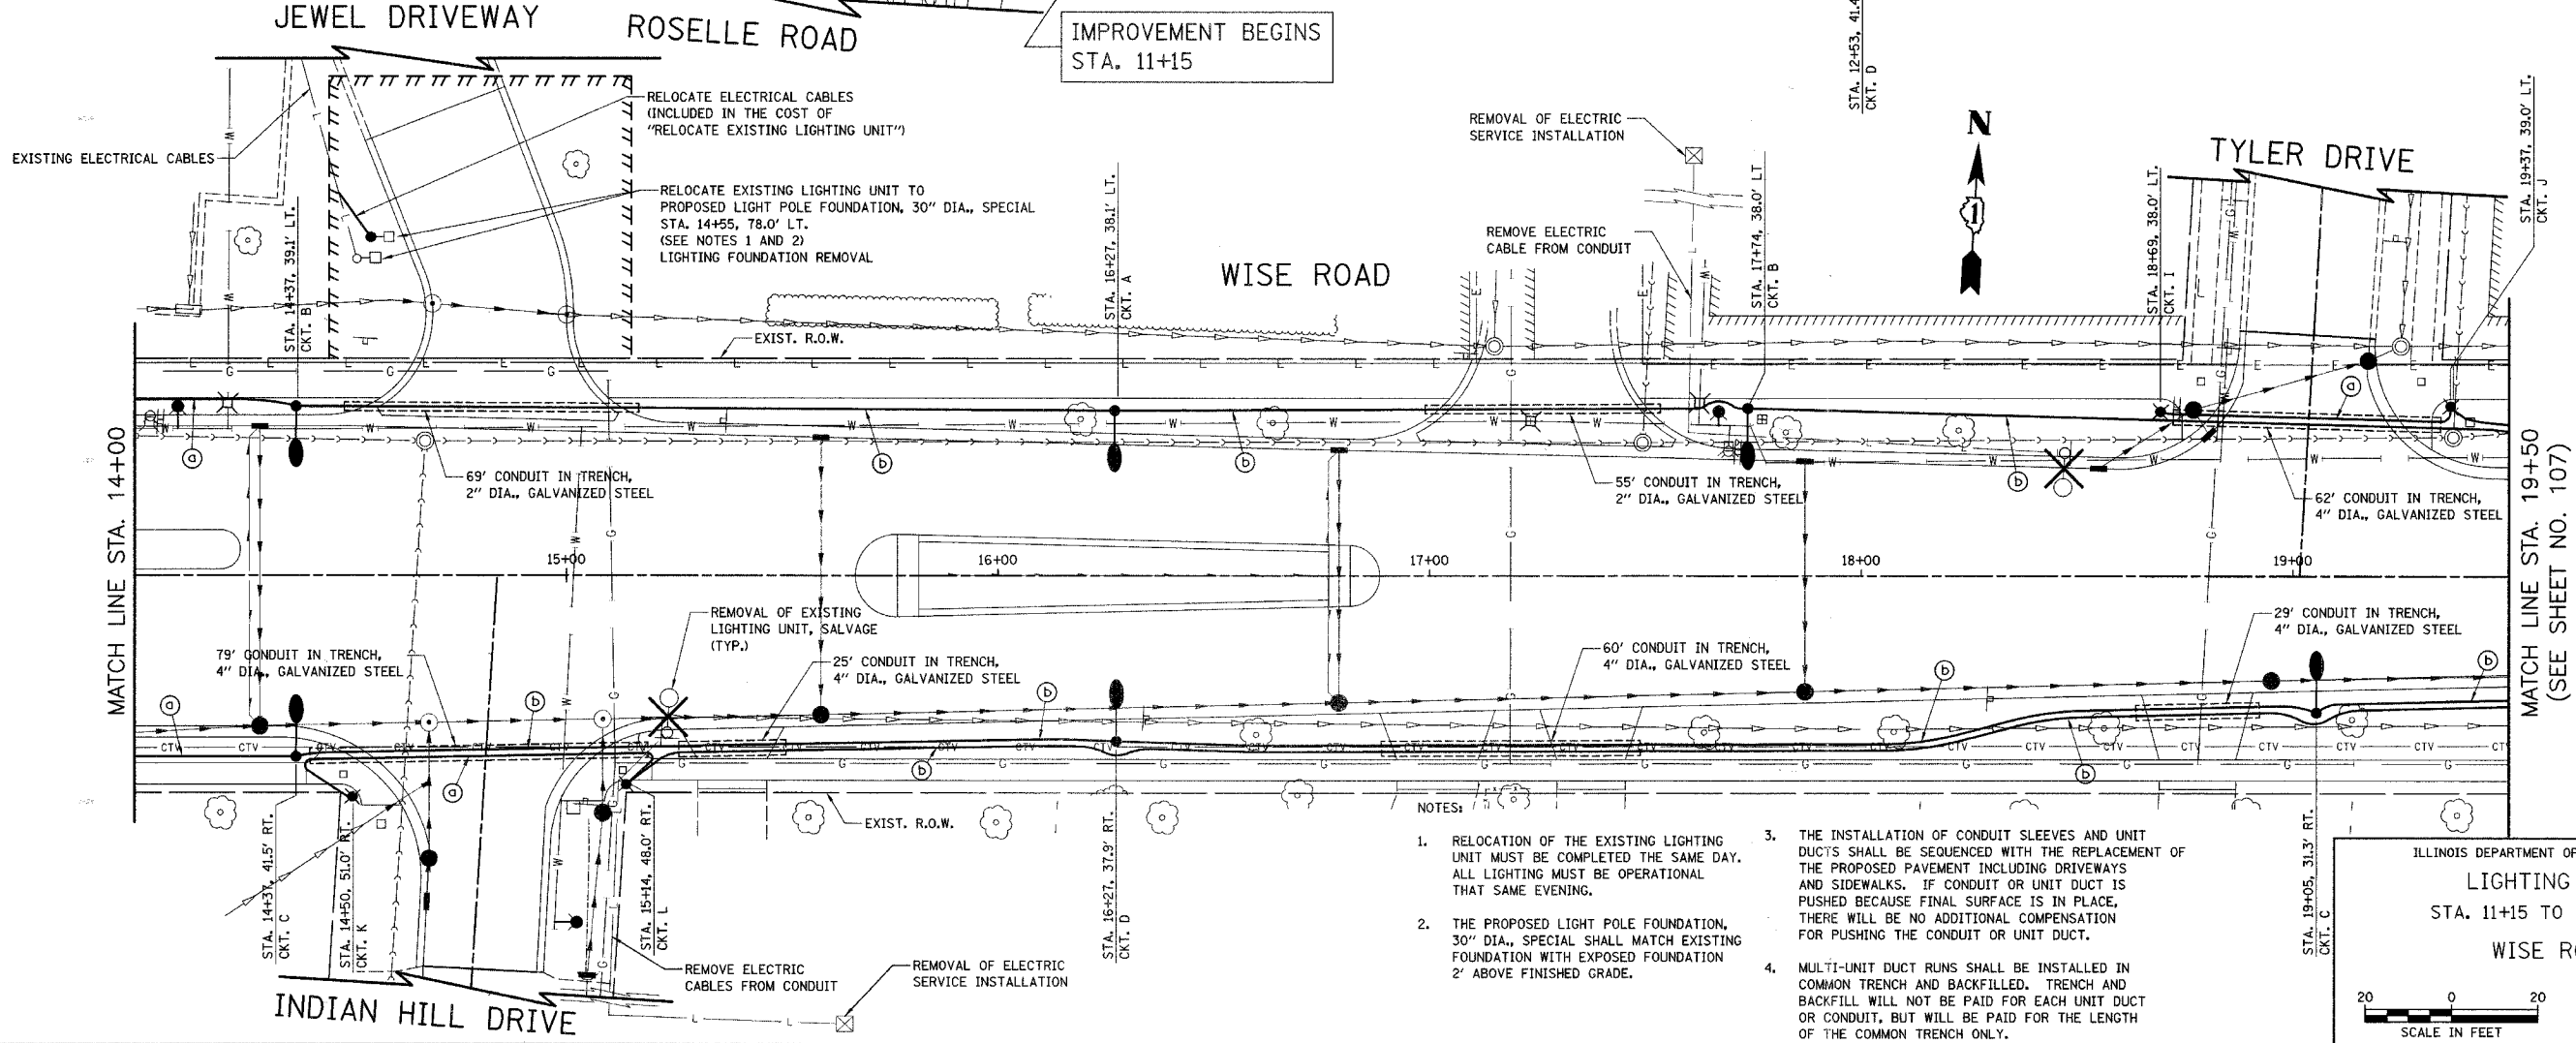 JEWEL DRIVEWAY
ROSELLE ROAD
IMPROVEMENT BEGINS
STA. 11+15
STA. 12+53, 41.4
CKT. D
RELOCATE ELECTRICAL CABLES
(INCLUDED IN THE COST OF
"RELOCATE EXISTING LIGHTING UNIT")
EXISTING ELECTRICAL CABLES
RELOCATE EXISTING LIGHTING UNIT TO
PROPOSED LIGHT POLE FOUNDATION, 30" DIA., SPECIAL
STA. 14+55, 78.0' LT.
(SEE NOTES 1 AND 2)
LIGHTING FOUNDATION REMOVAL
STA. 14+37, 39.1' LT.
CKT. B
STA. 16+27, 38.1' LT.
CKT. A
WISE ROAD
REMOVAL OF ELECTRIC
SERVICE INSTALLATION
REMOVE ELECTRIC
CABLE FROM CONDUIT
STA. 17+74, 38.0' LT
CKT. B
N
1
TYLER DRIVE
STA. 18+69, 38.0' LT.
CKT. I
STA. 19+37, 39.0' LT.
CKT. J
EXIST. R.O.W.
MATCH LINE STA. 14+00
69' CONDUIT IN TRENCH,
2" DIA., GALVANIZED STEEL
55' CONDUIT IN TRENCH,
2" DIA., GALVANIZED STEEL
62' CONDUIT IN TRENCH,
4" DIA., GALVANIZED STEEL
MATCH LINE STA. 19+50
(SEE SHEET NO. 107)
15+00
16+00
17+00
18+00
19+00
REMOVAL OF EXISTING
LIGHTING UNIT, SALVAGE
(TYP.)
79' CONDUIT IN TRENCH,
4" DIA., GALVANIZED STEEL
25' CONDUIT IN TRENCH,
4" DIA., GALVANIZED STEEL
60' CONDUIT IN TRENCH,
4" DIA., GALVANIZED STEEL
29' CONDUIT IN TRENCH,
4" DIA., GALVANIZED STEEL
EXIST. R.O.W.
STA. 14+37, 41.5' RT.
CKT. C
STA. 14+50, 51.0' RT.
CKT. K
STA. 15+14, 48.0' RT.
CKT. L
STA. 16+27, 37.9' RT.
CKT. D
STA. 19+05, 31.3' RT.
CKT. C
INDIAN HILL DRIVE
REMOVE ELECTRIC
CABLES FROM CONDUIT
REMOVAL OF ELECTRIC
SERVICE INSTALLATION
NOTES:
1. RELOCATION OF THE EXISTING LIGHTING
UNIT MUST BE COMPLETED THE SAME DAY.
ALL LIGHTING MUST BE OPERATIONAL
THAT SAME EVENING.
2. THE PROPOSED LIGHT POLE FOUNDATION,
30" DIA., SPECIAL SHALL MATCH EXISTING
FOUNDATION WITH EXPOSED FOUNDATION
2' ABOVE FINISHED GRADE.
3. THE INSTALLATION OF CONDUIT SLEEVES AND UNIT
DUCTS SHALL BE SEQUENCED WITH THE REPLACEMENT OF
THE PROPOSED PAVEMENT INCLUDING DRIVEWAYS
AND SIDEWALKS. IF CONDUIT OR UNIT DUCT IS
PUSHED BECAUSE FINAL SURFACE IS IN PLACE,
THERE WILL BE NO ADDITIONAL COMPENSATION
FOR PUSHING THE CONDUIT OR UNIT DUCT.
4. MULTI-UNIT DUCT RUNS SHALL BE INSTALLED IN
COMMON TRENCH AND BACKFILLED. TRENCH AND
BACKFILL WILL NOT BE PAID FOR EACH UNIT DUCT
OR CONDUIT, BUT WILL BE PAID FOR THE LENGTH
OF THE COMMON TRENCH ONLY.
ILLINOIS DEPARTMENT OF
LIGHTING
STA. 11+15 TO
WISE R
20 0 20
SCALE IN FEET